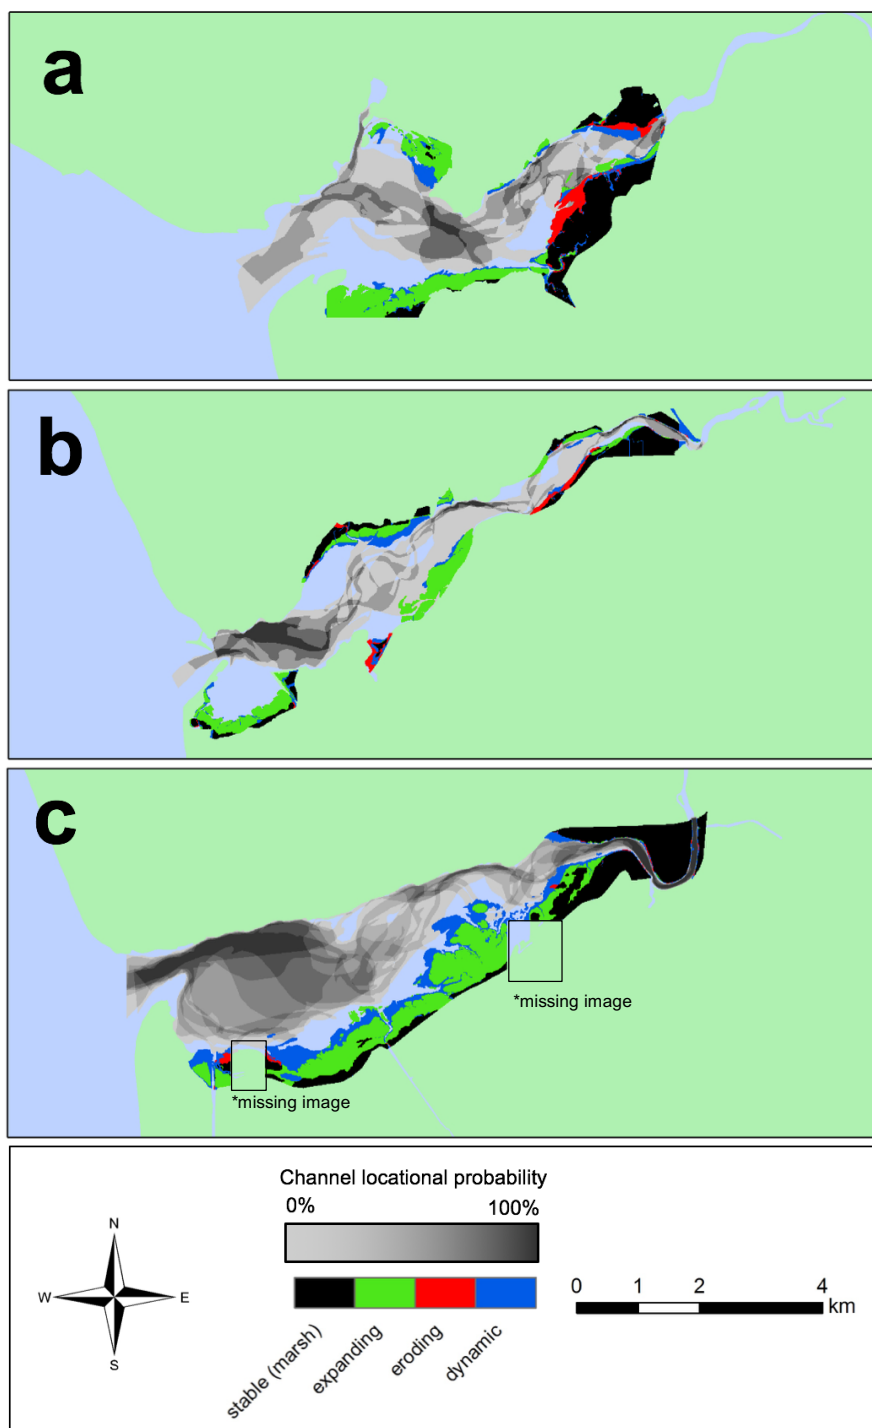 a
b
c
*missing image
*missing image
Channel locational probability
0% 100%
N
W E
S
stable (marsh) expanding eroding dynamic
0 1 2 4
km